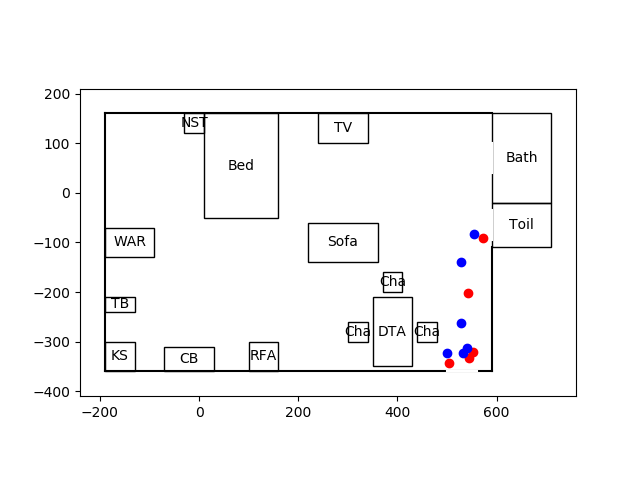 200
100
0
−100
−200
−300
−400
−200
0
200
400
600
NST
TV
Bed
Bath
Toil
WAR
Sofa
Cha
TB
Cha
DTA
Cha
KS
CB
RFA